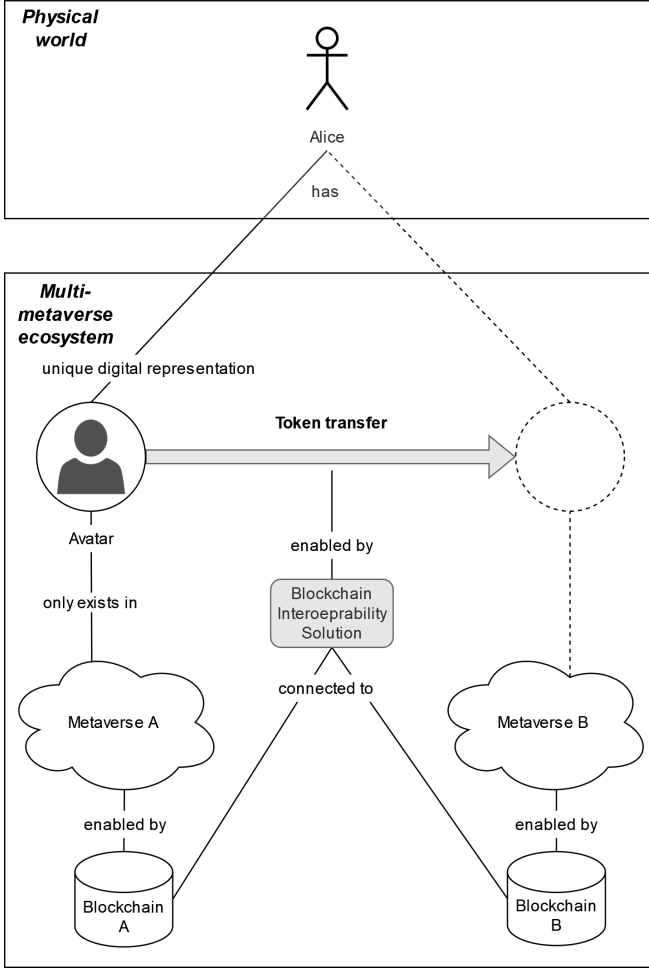 Physical
world
Alice
has
Multi-
metaverse
ecosystem
unique digital representation
Token transfer
Avatar
enabled by
Blockchain
Interoeprability
Solution
only exists in
connected to
Metaverse A
Metaverse B
enabled by
enabled by
Blockchain
A
Blockchain
B